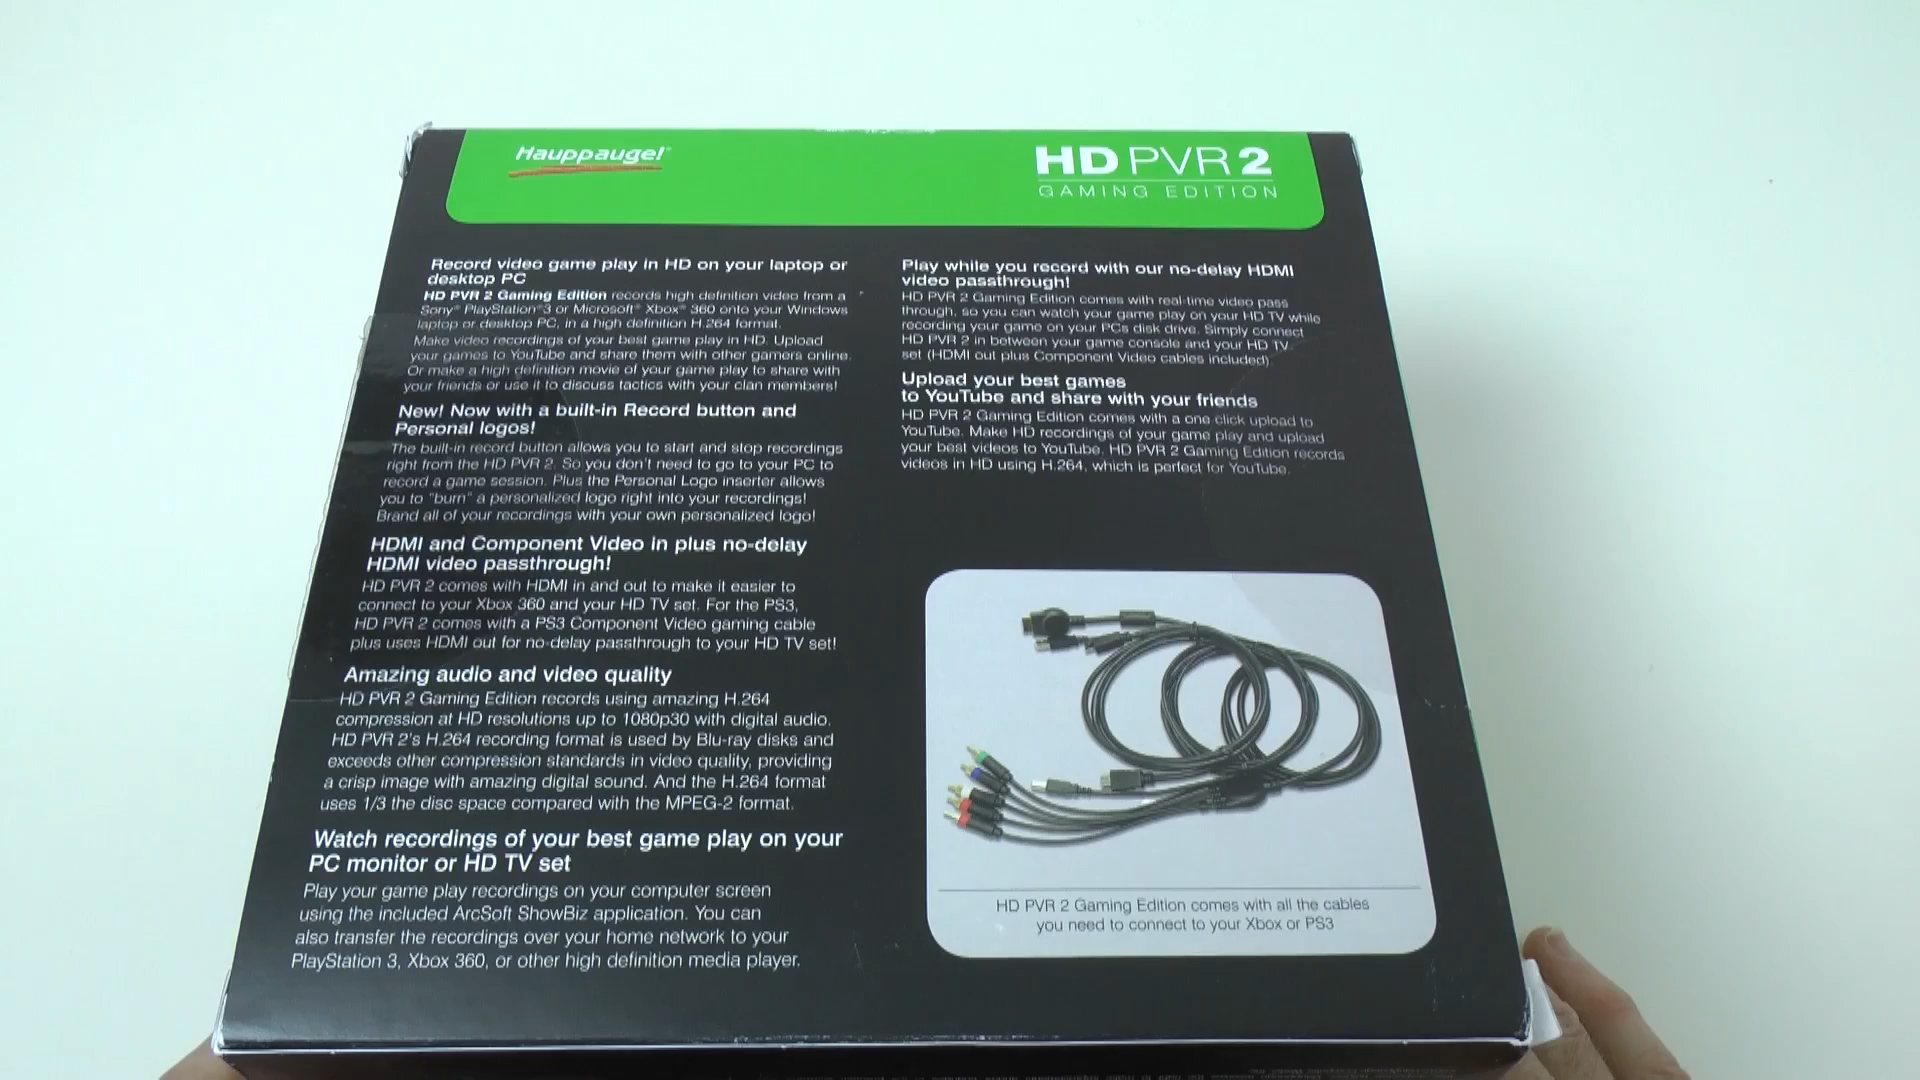 Hauppauge!
HD PVR 2
GAMING EDITION
Record video game play in HD on your laptop or
desktop PC
HD PVR 2 Gaming Edition records high definition video from a
Sony® PlayStation®3 or Microsoft® Xbox® 360 onto your Windows
laptop or desktop PC, in a high definition H.264 format.
Make video recordings of your best game play in HD. Upload
your games to YouTube and share them with other gamers online.
Or make a high definition movie of your game play to share with
your friends or use it to discuss tactics with your clan members!
New! Now with a built-in Record button and
Personal logos!
The built-in record button allows you to start and stop recordings
right from the HD PVR 2. So you don't need to go to your PC to
record a game session. Plus the Personal Logo inserter allows
you to "burn" a personalized logo right into your recordings!
Brand all of your recordings with your own personalized logo!
HDMI and Component Video in plus no-delay
HDMI video passthrough!
HD PVR 2 comes with HDMI in and out to make it easier to
connect to your Xbox 360 and your HD TV set. For the PS3,
HD PVR 2 comes with a PS3 Component Video gaming cable
plus uses HDMI out for no-delay passthrough to your HD TV set!
Amazing audio and video quality
HD PVR 2 Gaming Edition records using amazing H.264
compression at HD resolutions up to 1080p30 with digital audio.
HD PVR 2's H.264 recording format is used by Blu-ray disks and
exceeds other compression standards in video quality, providing
a crisp image with amazing digital sound. And the H.264 format
uses 1/3 the disc space compared with the MPEG-2 format.
Watch recordings of your best game play on your
PC monitor or HD TV set
Play your game play recordings on your computer screen
using the included ArcSoft ShowBiz application. You can
also transfer the recordings over your home network to your
PlayStation 3, Xbox 360, or other high definition media player.
Play while you record with our no-delay HDMI
video passthrough!
HD PVR 2 Gaming Edition comes with real-time video pass
through, so you can watch your game play on your HD TV while
recording your game on your PCs disk drive. Simply connect
HD PVR 2 in between your game console and your HD TV
set (HDMI out plus Component Video cables included).
Upload your best games
to YouTube and share with your friends
HD PVR 2 Gaming Edition comes with a one click upload to
YouTube. Make HD recordings of your game play and upload
your best videos to YouTube. HD PVR 2 Gaming Edition records
videos in HD using H.264, which is perfect for YouTube.
HD PVR 2 Gaming Edition comes with all the cables
you need to connect to your Xbox or PS3